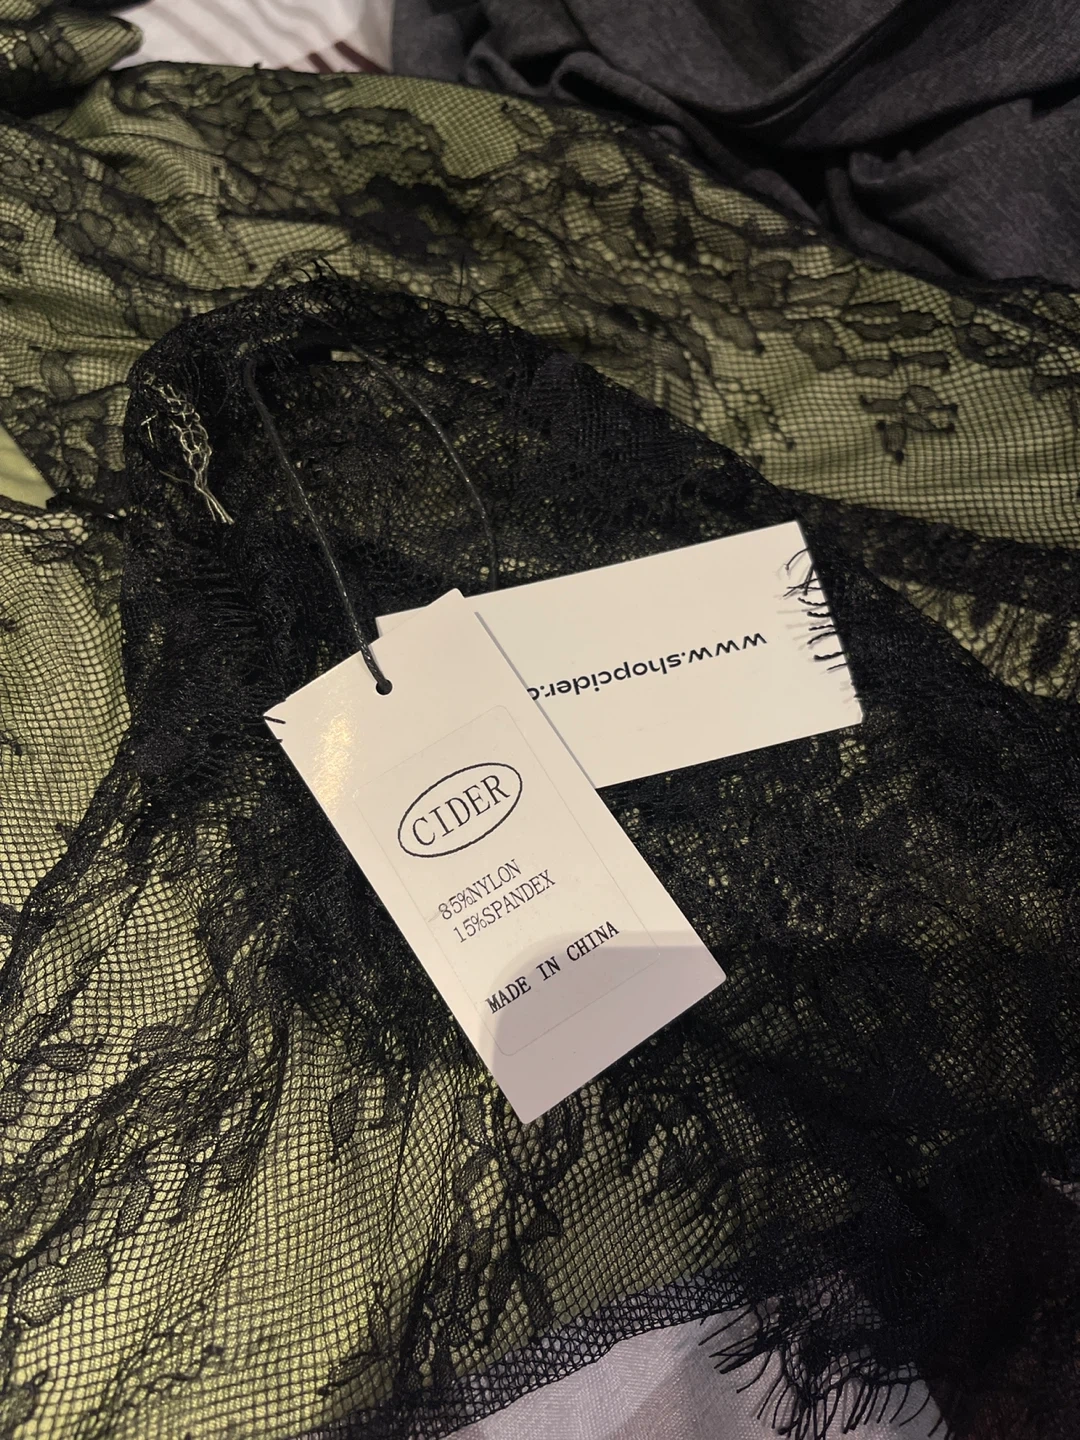 CIDER
85%NYLON
15%SPANDEX
MADE IN CHINA
www.shopcider.c